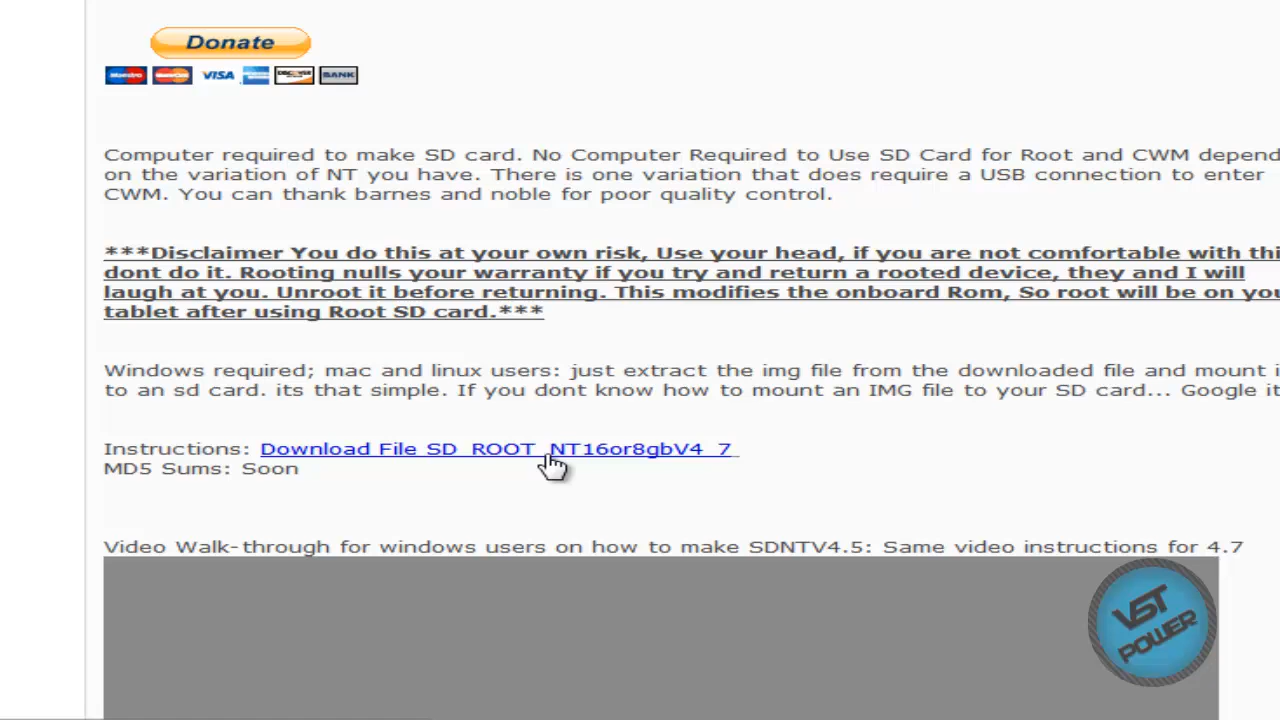 Donate
Maestro MasterCard VISA DISCOVER BANK
Computer required to make SD card. No Computer Required to Use SD Card for Root and CWM depend
on the variation of NT you have. There is one variation that does require a USB connection to enter
CWM. You can thank barnes and noble for poor quality control.
***Disclaimer You do this at your own risk, Use your head, if you are not comfortable with thi
dont do it. Rooting nulls your warranty if you try and return a rooted device, they and I will
laugh at you. Unroot it before returning. This modifies the onboard Rom, So root will be on you
tablet after using Root SD card.***
Windows required; mac and linux users: just extract the img file from the downloaded file and mount i
to an sd card. its that simple. If you dont know how to mount an IMG file to your SD card... Google it
Instructions: Download File SD_ROOT_NT16or8gbV4_7
MD5 Sums: Soon
Video Walk-through for windows users on how to make SDNTV4.5: Same video instructions for 4.7
VST
POWER